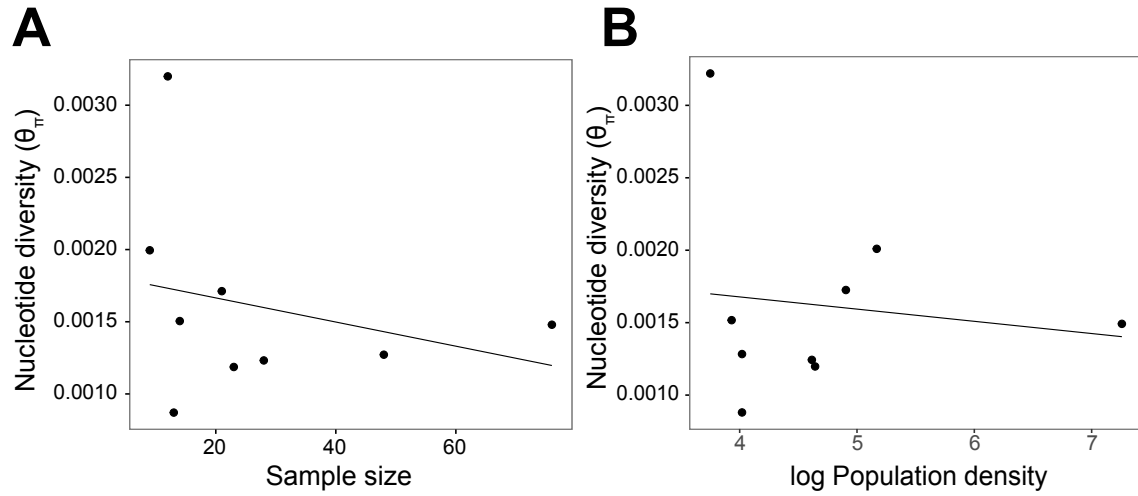 A
Nucleotide diversity (θπ)
0.0030
0.0025
0.0020
0.0015
0.0010
20 40 60
Sample size
B
Nucleotide diversity (θπ)
0.0030
0.0025
0.0020
0.0015
0.0010
4 5 6 7
log Population density